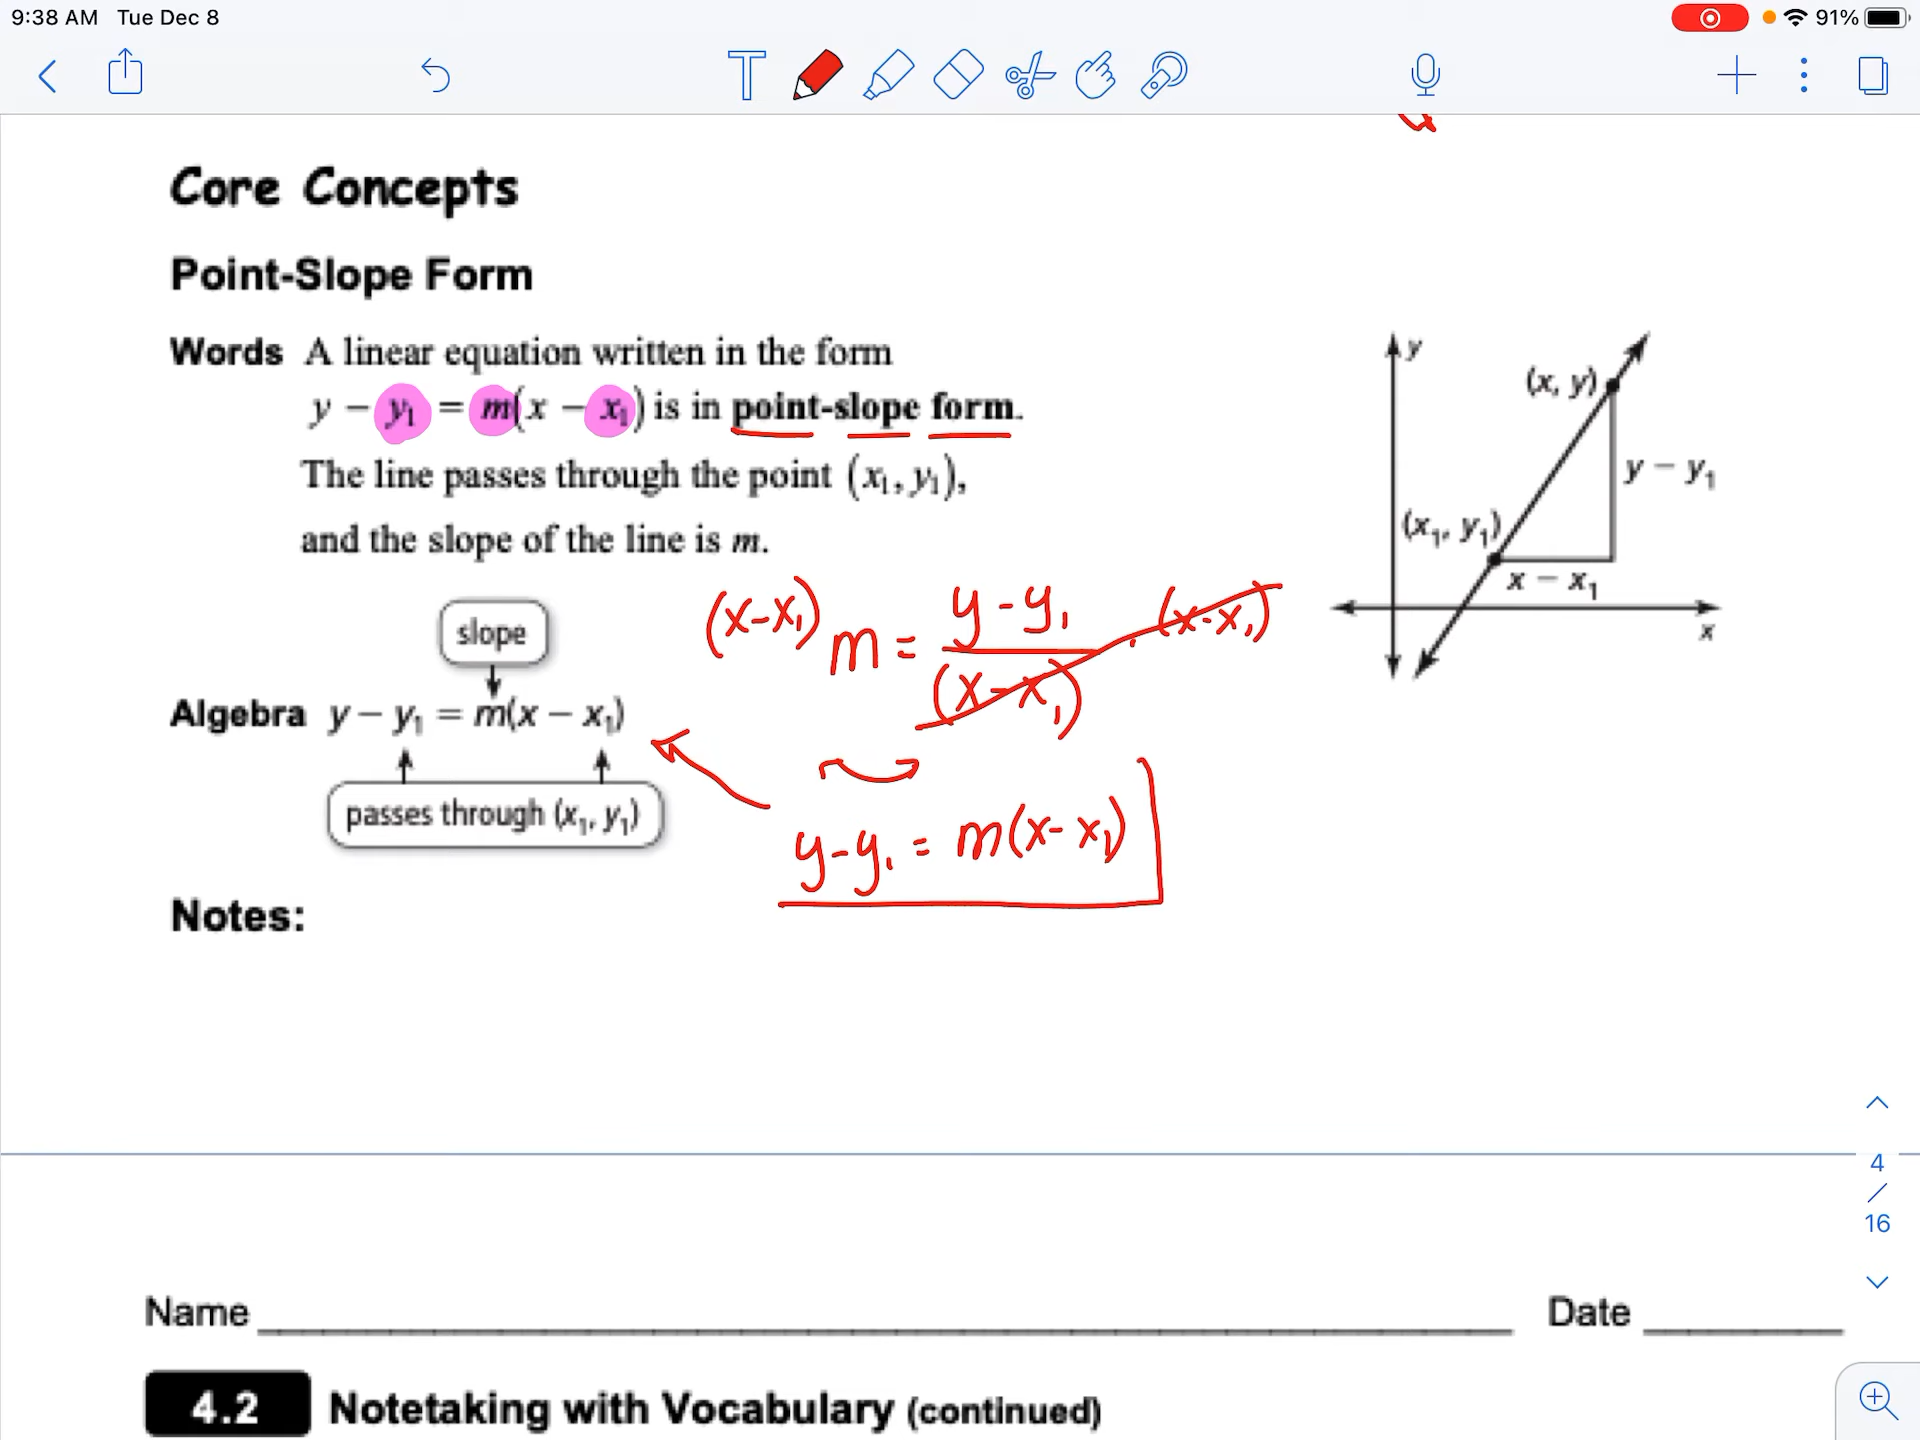 9:38 AM Tue Dec 8 91%
Core Concepts
Point-Slope Form
Words A linear equation written in the form
y − y₁ = m(x − x₁) is in point-slope form.
The line passes through the point (x₁, y₁),
and the slope of the line is m.
y
(x, y)
y − y₁
(x₁, y₁)
x − x₁
x
slope
Algebra y − y₁ = m(x − x₁)
passes through (x₁, y₁)
(x-x₁) m = y-y₁ / (x-x₁) · (x-x₁)
y-y₁ = m(x-x₁)
Notes:
4
/
16
Name Date
4.2 Notetaking with Vocabulary (continued)